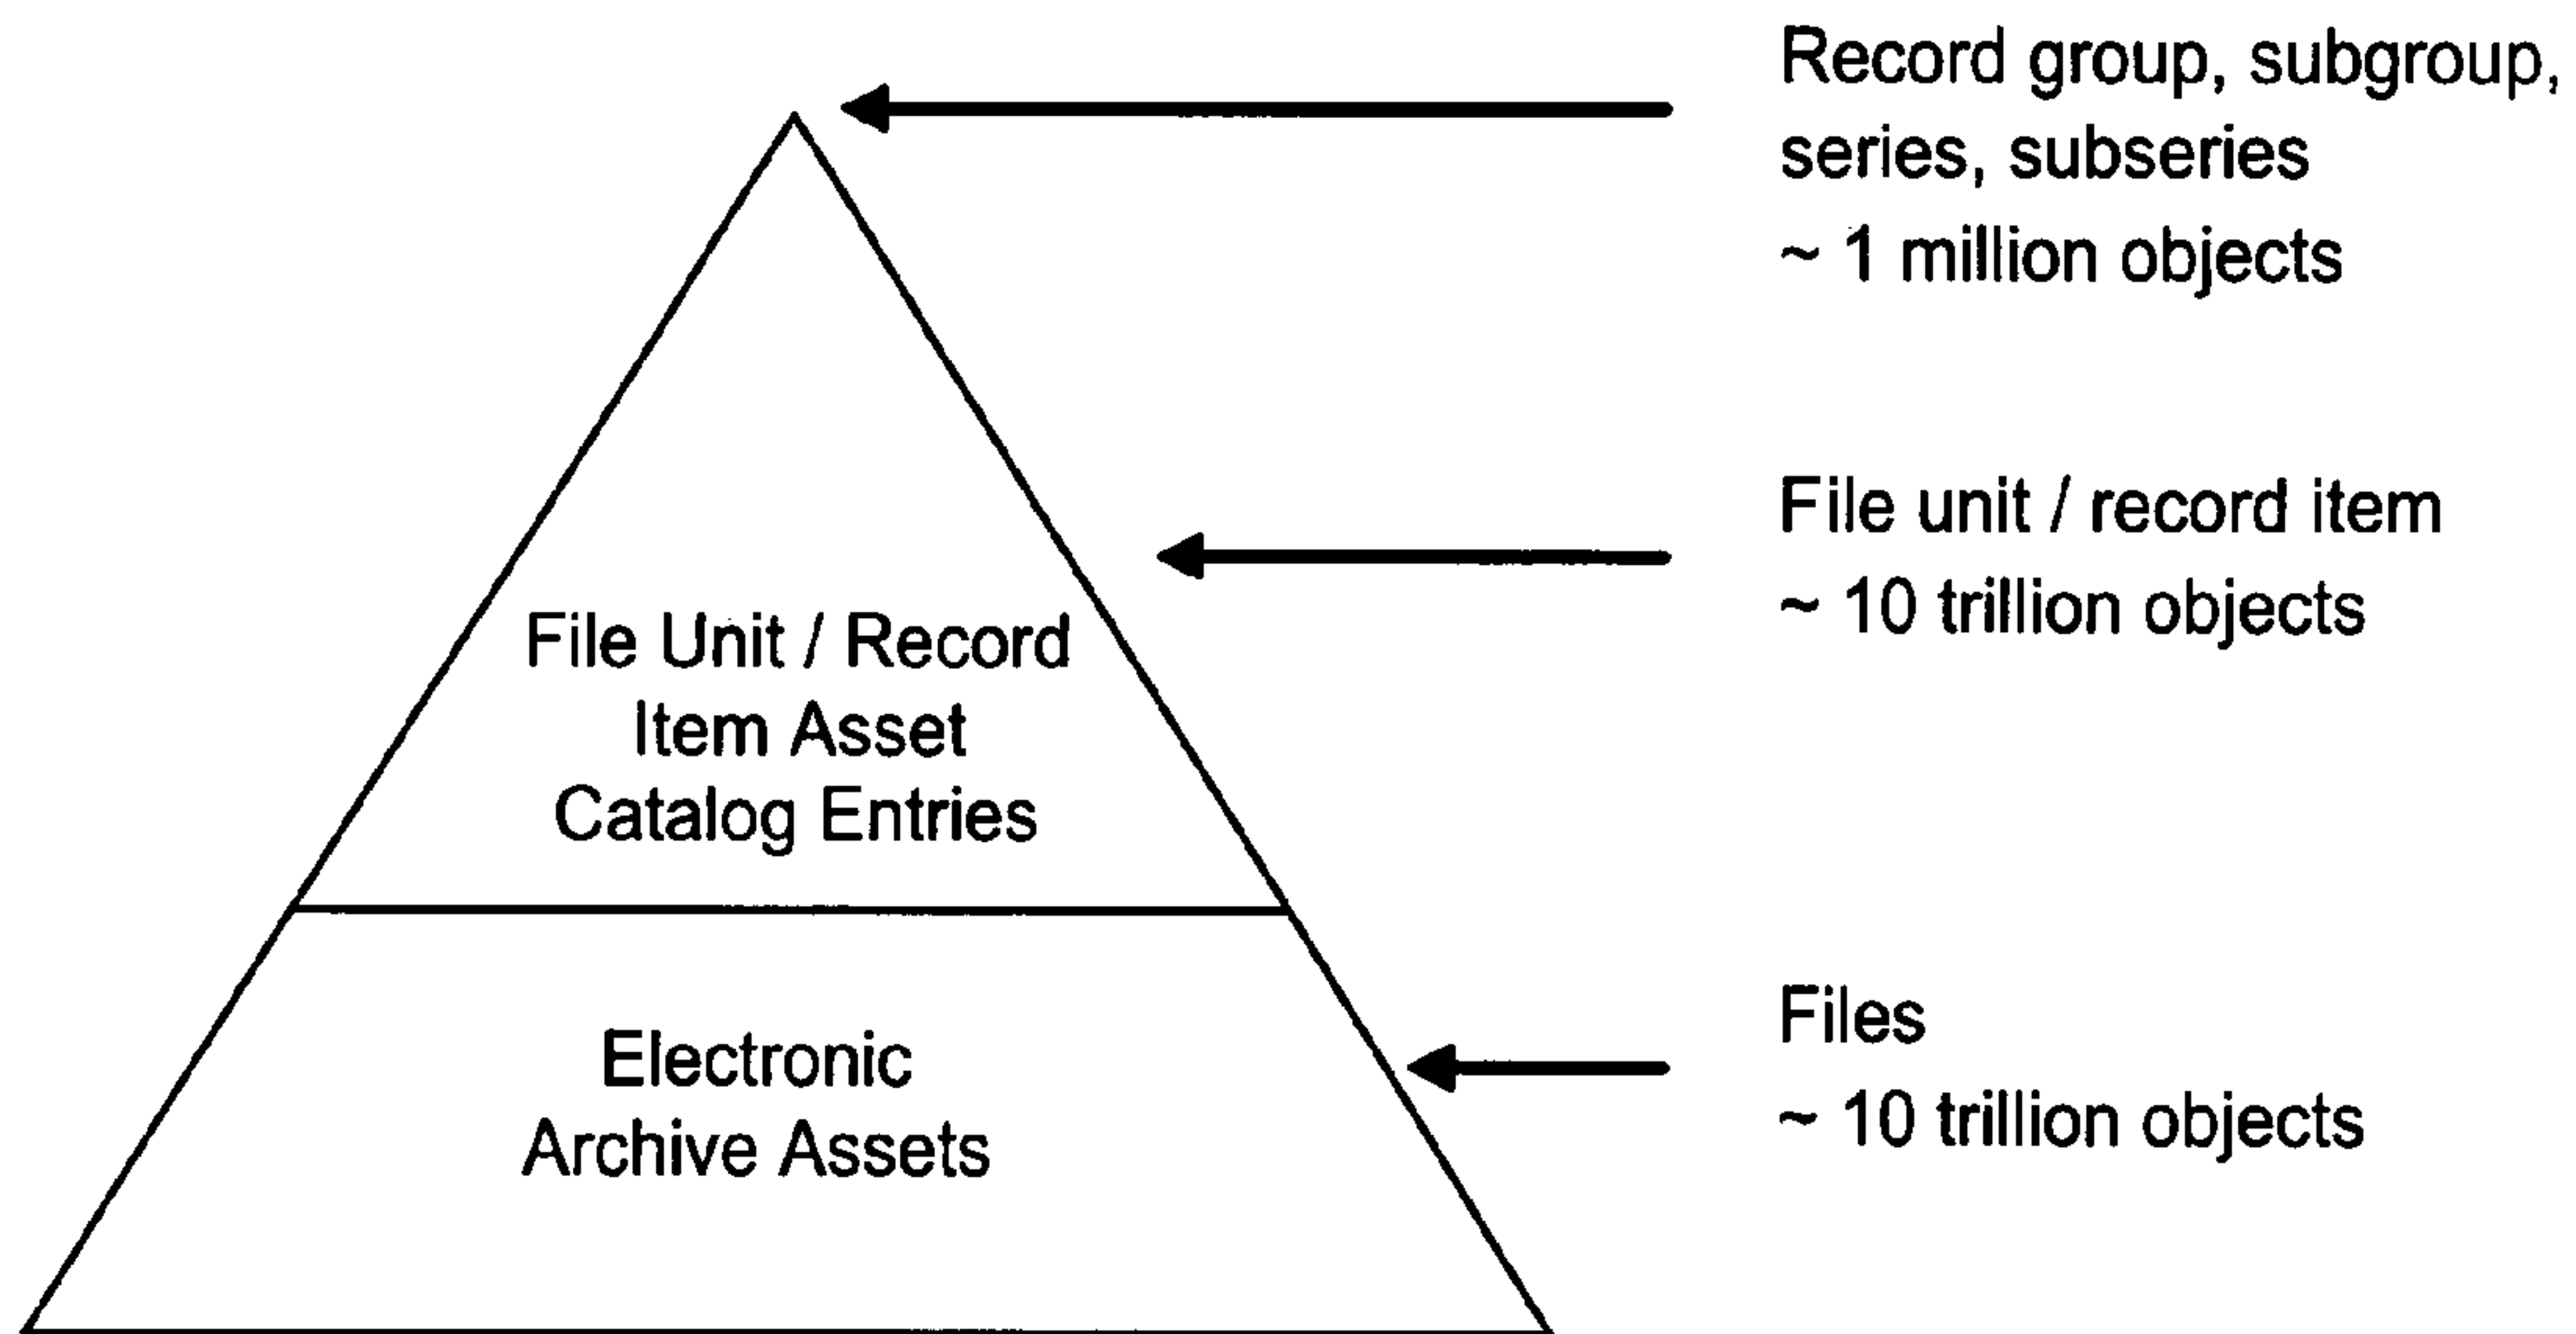 Record group, subgroup,
series, subseries
~ 1 million objects
File unit / record item
~ 10 trillion objects
File Unit / Record
Item Asset
Catalog Entries
Files
~ 10 trillion objects
Electronic
Archive Assets